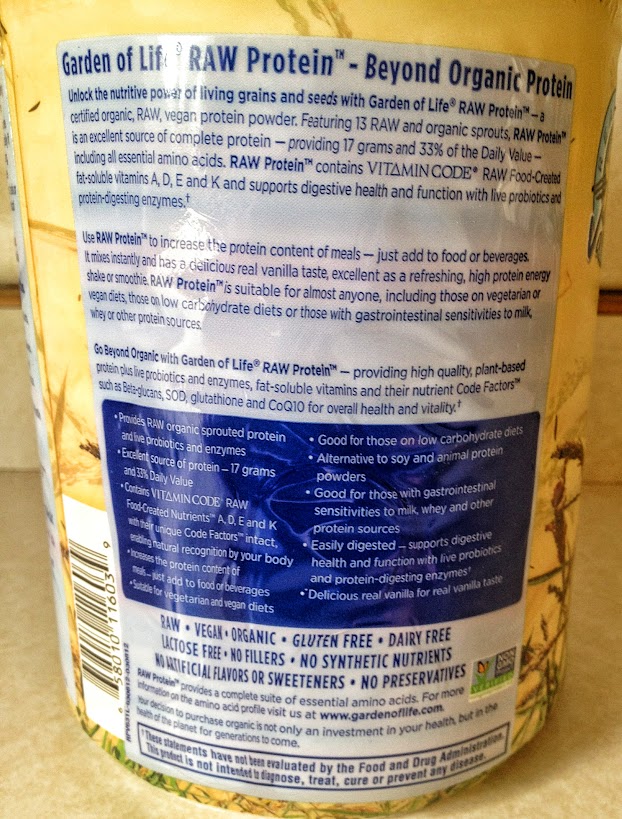 Garden of Life® RAW Protein™ - Beyond Organic Protein
Unlock the nutritive power of living grains and seeds with Garden of Life® RAW Protein™ — a
certified organic, RAW, vegan protein powder. Featuring 13 RAW and organic sprouts, RAW Protein™
is an excellent source of complete protein — providing 17 grams and 33% of the Daily Value —
including all essential amino acids. RAW Protein™ contains VITAMIN CODE® RAW Food-Created
fat-soluble vitamins A, D, E and K and supports digestive health and function with live probiotics and
protein-digesting enzymes.†
Use RAW Protein™ to increase the protein content of meals — just add to food or beverages.
It mixes instantly and has a delicious real vanilla taste, excellent as a refreshing, high protein energy
shake or smoothie. RAW Protein™ is suitable for almost anyone, including those on vegetarian or
vegan diets, those on low carbohydrate diets or those with gastrointestinal sensitivities to milk,
whey or other protein sources.
Go Beyond Organic with Garden of Life® RAW Protein™ — providing high quality, plant-based
protein plus live probiotics and enzymes, fat-soluble vitamins and their nutrient Code Factors™
such as Beta-glucans, SOD, glutathione and CoQ10 for overall health and vitality.†
• Provides RAW organic sprouted protein
and live probiotics and enzymes
• Excellent source of protein – 17 grams
and 33% Daily Value
• Contains VITAMIN CODE® RAW
Food-Created Nutrients™ A, D, E and K
with their unique Code Factors™ intact,
enabling natural recognition by your body
• Increases the protein content of
meals – just add to food or beverages
• Suitable for vegetarian and vegan diets
• Good for those on low carbohydrate diets
• Alternative to soy and animal protein
powders
• Good for those with gastrointestinal
sensitivities to milk, whey and other
protein sources
• Easily digested – supports digestive
health and function with live probiotics
and protein-digesting enzymes†
• Delicious real vanilla for real vanilla taste
RAW • VEGAN • ORGANIC • GLUTEN FREE • DAIRY FREE
LACTOSE FREE • NO FILLERS • NO SYNTHETIC NUTRIENTS
NO ARTIFICIAL FLAVORS OR SWEETENERS • NO PRESERVATIVES
RAW Protein™ provides a complete suite of essential amino acids. For more
information on the amino acid profile visit us at www.gardenoflife.com.
Your decision to purchase organic is not only an investment in your health, but in the
health of the planet for generations to come.
†These statements have not been evaluated by the Food and Drug Administration.
This product is not intended to diagnose, treat, cure or prevent any disease.
58010 11603 9
VERIFIED